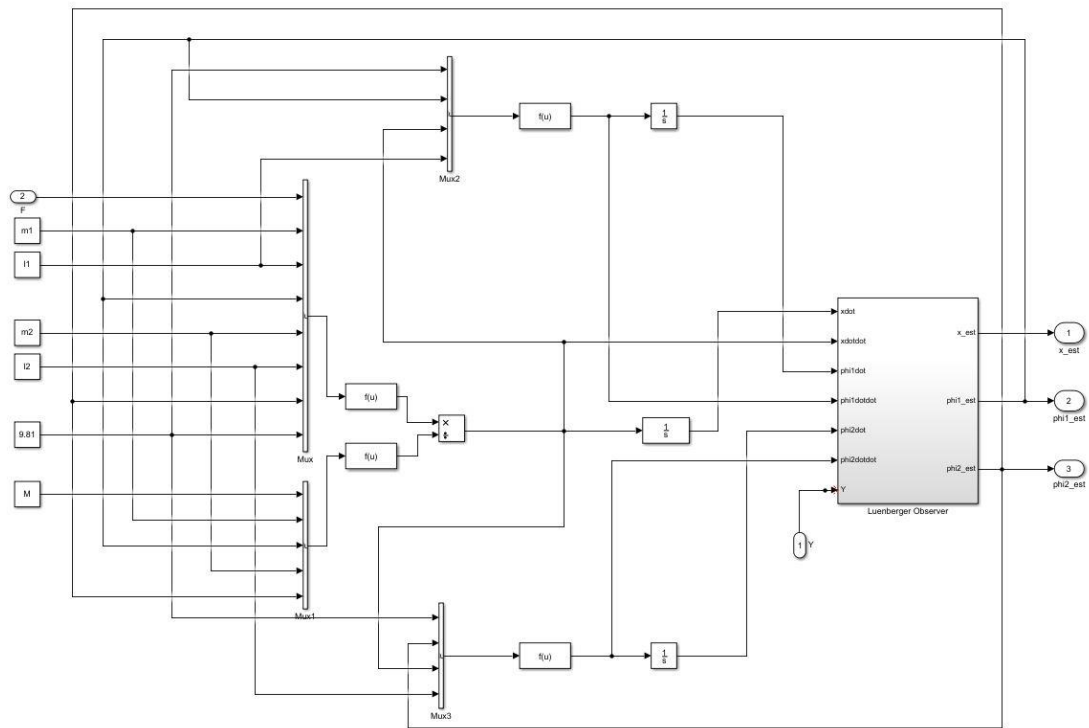 Mux2
f(u)
1
s
2
F
m1
l1
m2
l2
9.81
M
Mux
f(u)
f(u)
×
÷
1
s
Mux1
xdot
xdotdot
phi1dot
phi1dotdot
phi2dot
phi2dotdot
Y
x_est
phi1_est
phi2_est
Luenberger Observer
1
x_est
2
phi1_est
3
phi2_est
1
Y
Mux3
f(u)
1
s